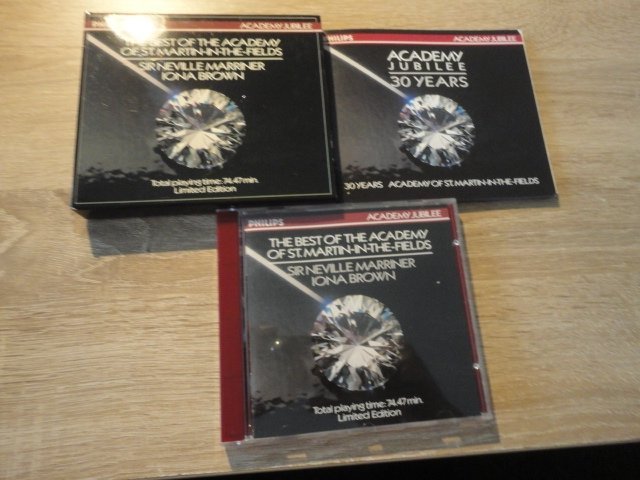 PHILIPS ACADEMY JUBILEE
THE BEST OF THE ACADEMY
OF ST. MARTIN-IN-THE-FIELDS
SIR NEVILLE MARRINER
IONA BROWN
Total playing time: 74.47 min.
Limited Edition
PHILIPS ACADEMY JUBILEE
ACADEMY
JUBILEE
30 YEARS
30 YEARS ACADEMY OF ST. MARTIN-IN-THE-FIELDS
PHILIPS ACADEMY JUBILEE
THE BEST OF THE ACADEMY
OF ST. MARTIN-IN-THE-FIELDS
SIR NEVILLE MARRINER
IONA BROWN
Total playing time: 74.47 min.
Limited Edition